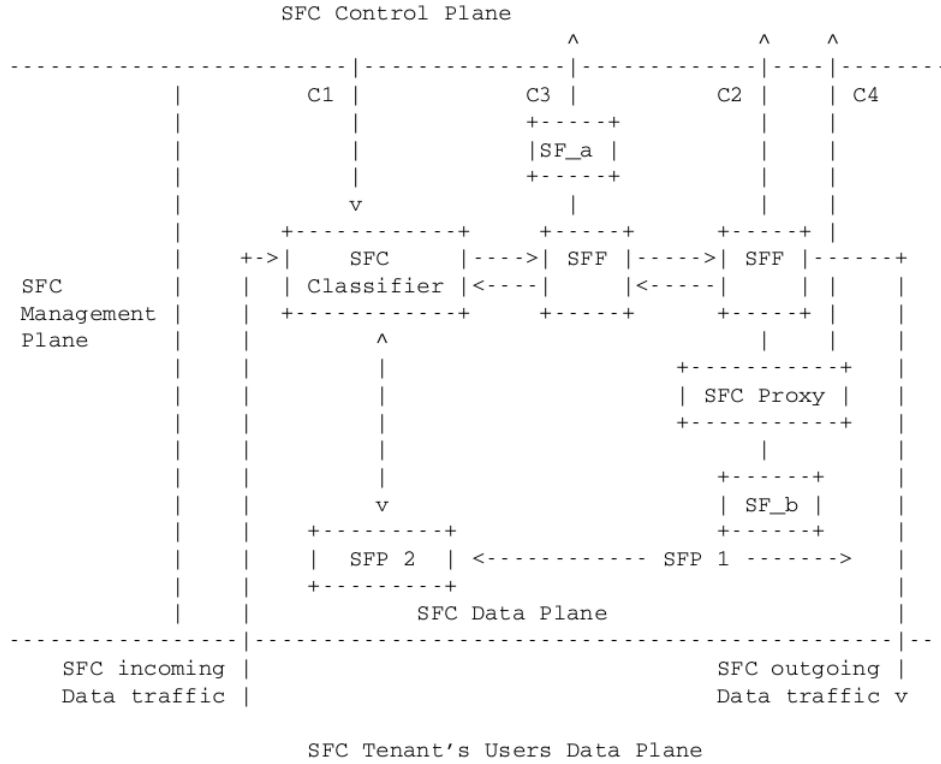 SFC Control Plane
C1 C3 C2 C4
SF_a
SFC SFF SFF
SFC Classifier
Management
Plane
SFC Proxy
SF_b
SFP 2 SFP 1
SFC Data Plane
SFC incoming SFC outgoing
Data traffic Data traffic
SFC Tenant's Users Data Plane